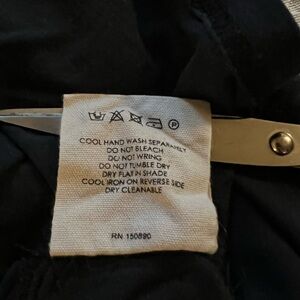 P
COOL HAND WASH SEPARATELY
DO NOT BLEACH
DO NOT WRING
DO NOT TUMBLE DRY
DRY FLAT IN SHADE
COOL IRON ON REVERSE SIDE
DRY CLEANABLE
RN 150890